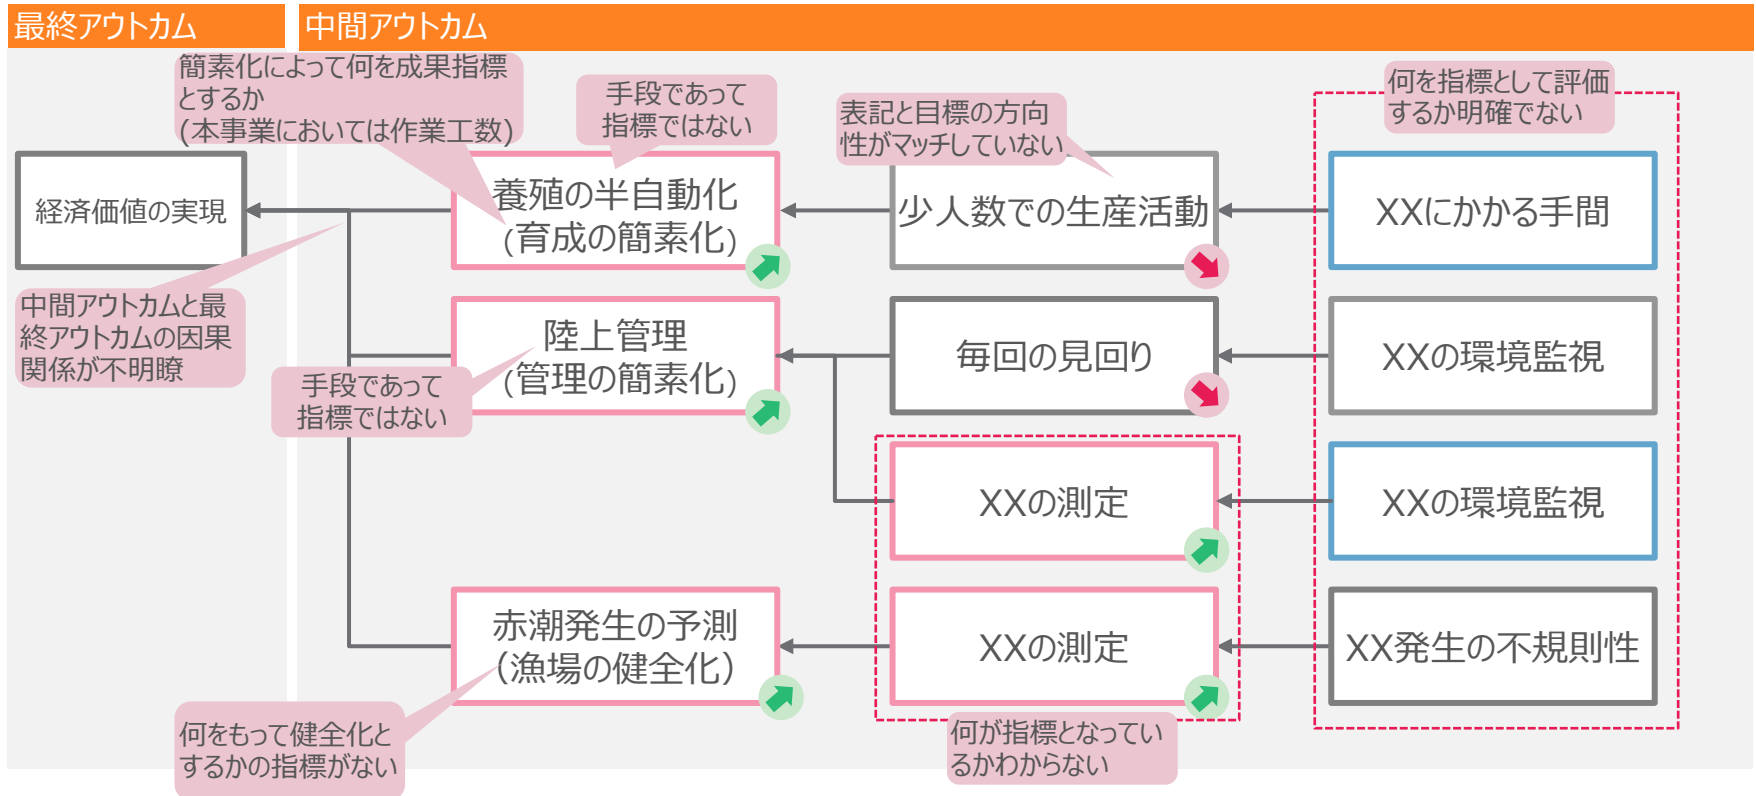 最終アウトカム
中間アウトカム
簡素化によって何を成果指標
とするか
(本事業においては作業工数)
手段であって
指標ではない
表記と目標の方向
性がマッチしていない
何を指標として評価
するか明確でない
経済価値の実現
養殖の半自動化
(育成の簡素化)
少人数での生産活動
XXにかかる手間
中間アウトカムと最
終アウトカムの因果
関係が不明瞭
陸上管理
(管理の簡素化)
毎回の見回り
XXの環境監視
手段であって
指標ではない
XXの測定
XXの環境監視
赤潮発生の予測
（漁場の健全化）
XXの測定
XX発生の不規則性
何をもって健全化と
するかの指標がない
何が指標となってい
るかわからない